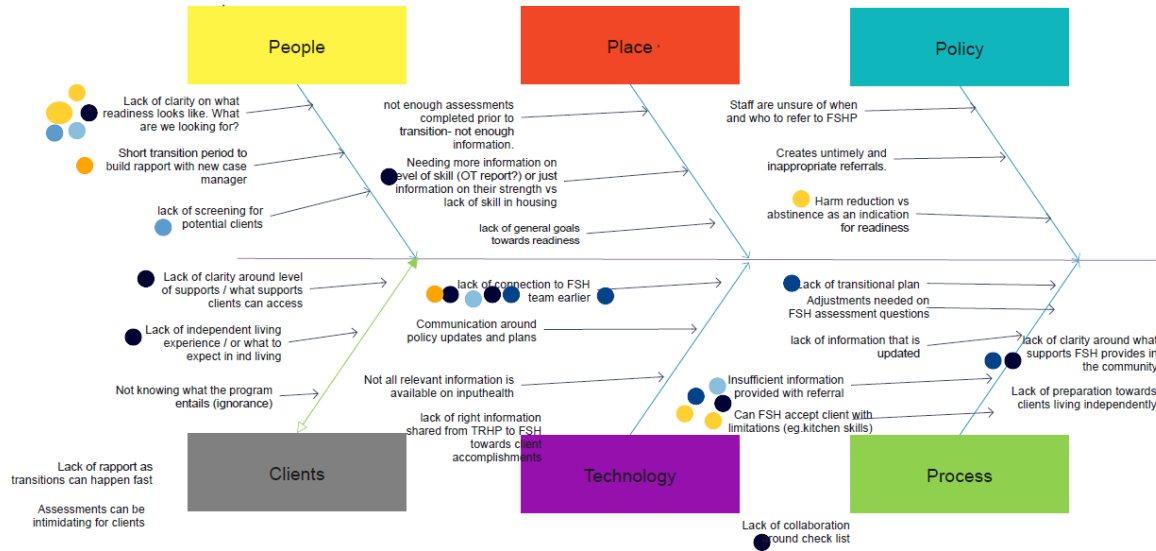 People
Place
Policy
Lack of clarity on what
readiness looks like. What
are we looking for?
Short transition period to
build rapport with new case
manager
lack of screening for
potential clients
not enough assessments
completed prior to
transition- not enough
information.
Needing more information on
level of skill (OT report?) or just
information on their strength vs
lack of skill in housing
lack of general goals
towards readiness
Staff are unsure of when
and who to refer to FSHP
Creates untimely and
inappropriate referrals.
Harm reduction vs
abstinence as an indication
for readiness
Lack of clarity around level
of supports / what supports
clients can access
Lack of independent living
experience / or what to
expect in ind living
Not knowing what the program
entails (ignorance)
lack of connection to FSH
team earlier
Communication around
policy updates and plans
Not all relevant information is
available on inputhealth
lack of right information
shared from TRHP to FSH
towards client
accomplishments
Lack of transitional plan
Adjustments needed on
FSH assessment questions
lack of information that is
updated
Insufficient information
provided with referral
Can FSH accept client with
limitations (eg.kitchen skills)
lack of clarity around what
supports FSH provides in
the community
Lack of preparation towards
clients living independently
Clients
Technology
Process
Lack of rapport as
transitions can happen fast
Assessments can be
intimidating for clients
Lack of collaboration
around check list